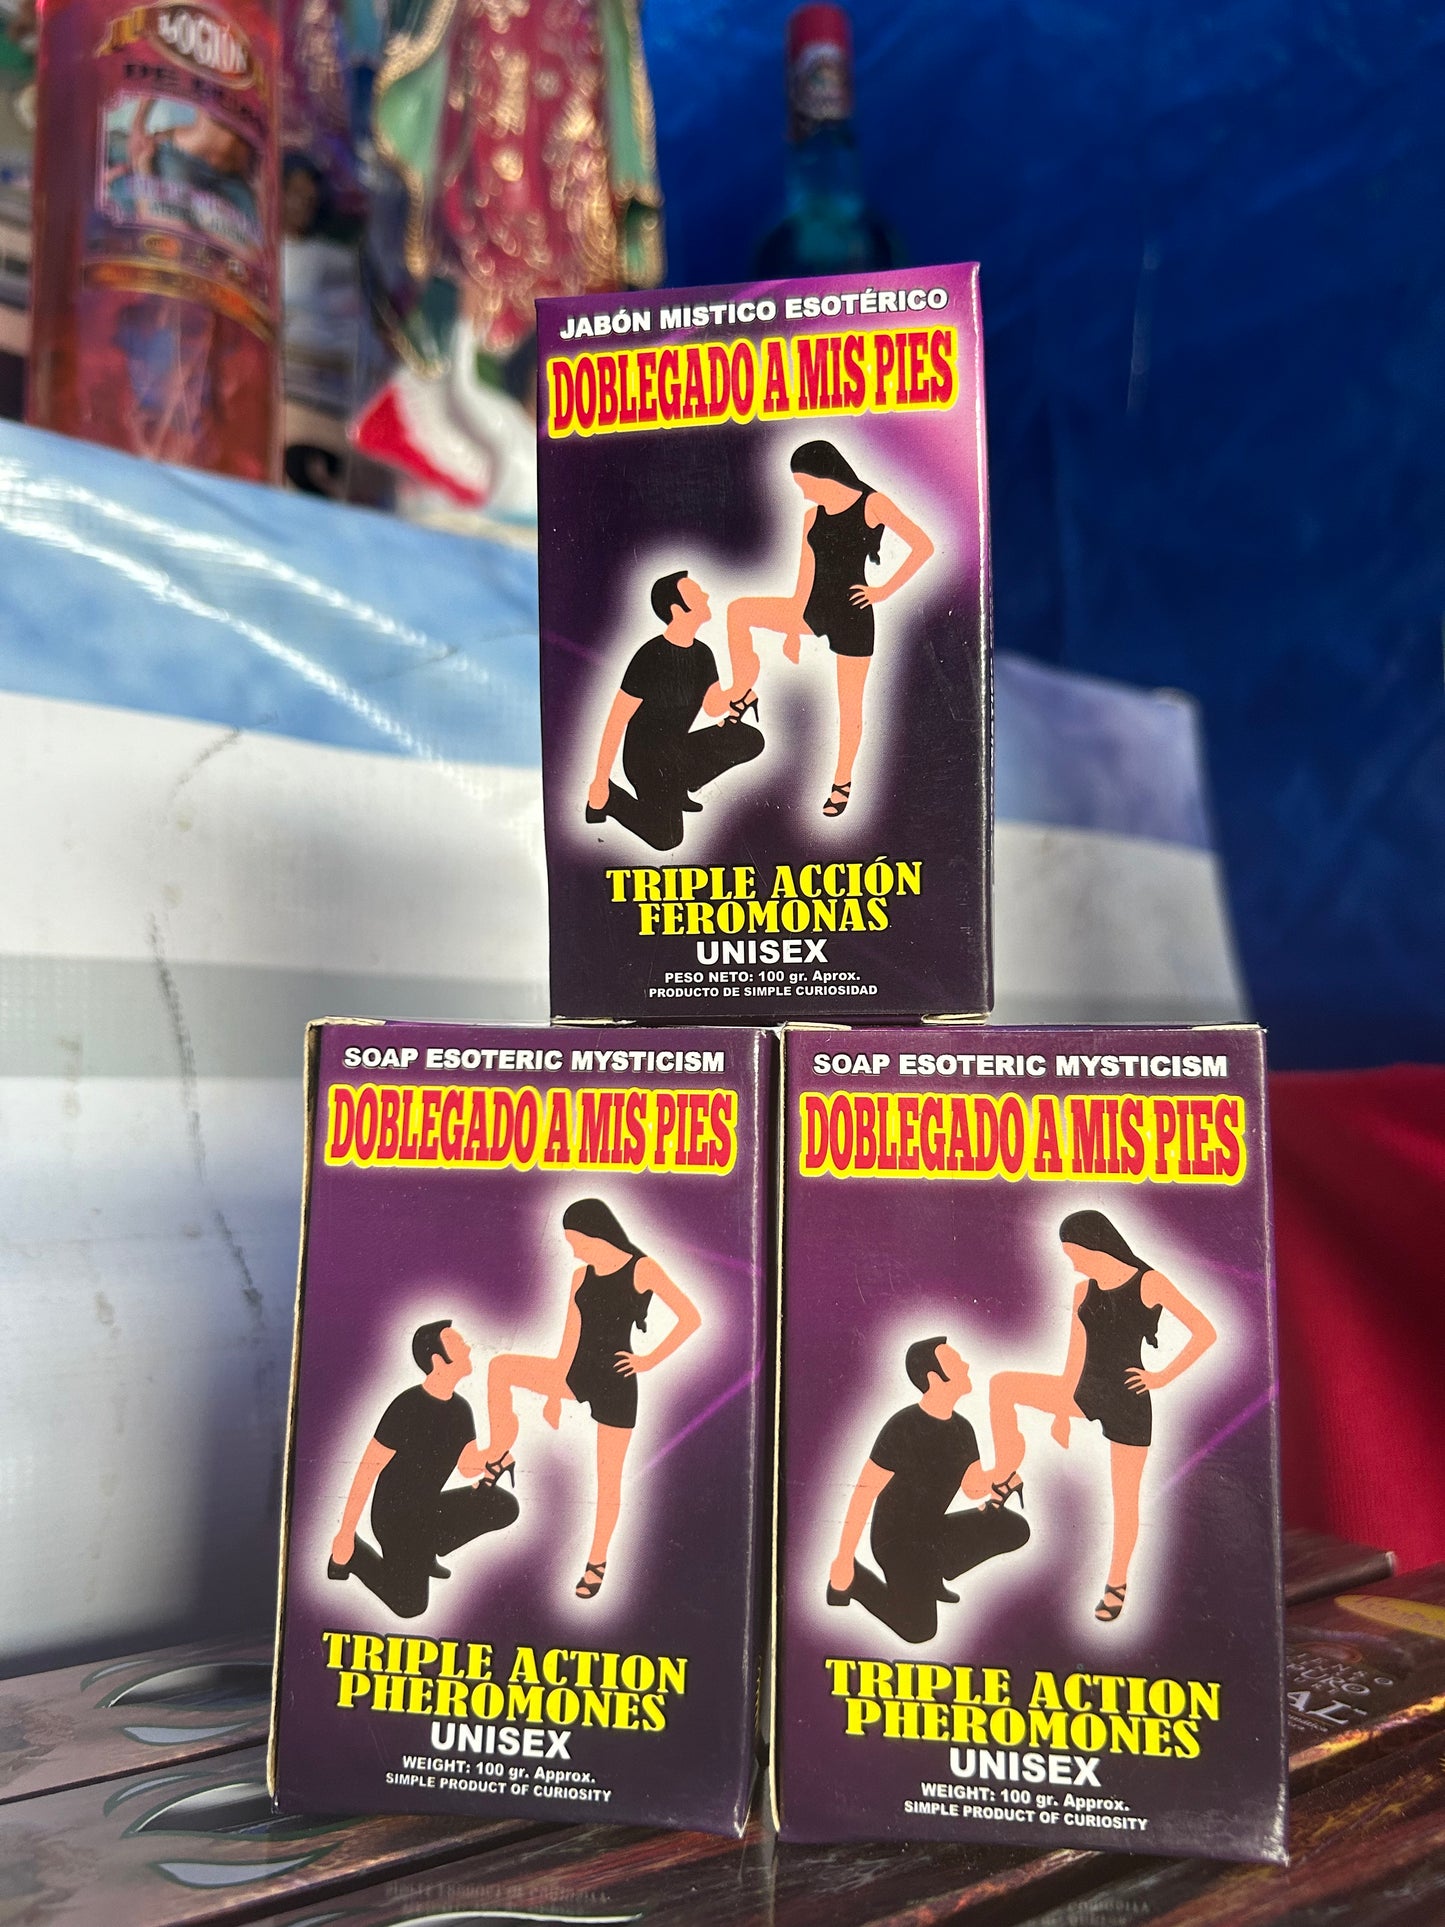 LOCIÓN
JABÓN MISTICO ESOTÉRICO
DOBLEGADO A MIS PIES
TRIPLE ACCIÓN
FEROMONAS
UNISEX
PESO NETO: 100 gr. Aprox.
PRODUCTO DE SIMPLE CURIOSIDAD
SOAP ESOTERIC MYSTICISM
DOBLEGADO A MIS PIES
TRIPLE ACTION
PHEROMONES
UNISEX
WEIGHT: 100 gr. Approx.
SIMPLE PRODUCT OF CURIOSITY
SOAP ESOTERIC MYSTICISM
DOBLEGADO A MIS PIES
TRIPLE ACTION
PHEROMONES
UNISEX
WEIGHT: 100 gr. Approx.
SIMPLE PRODUCT OF CURIOSITY